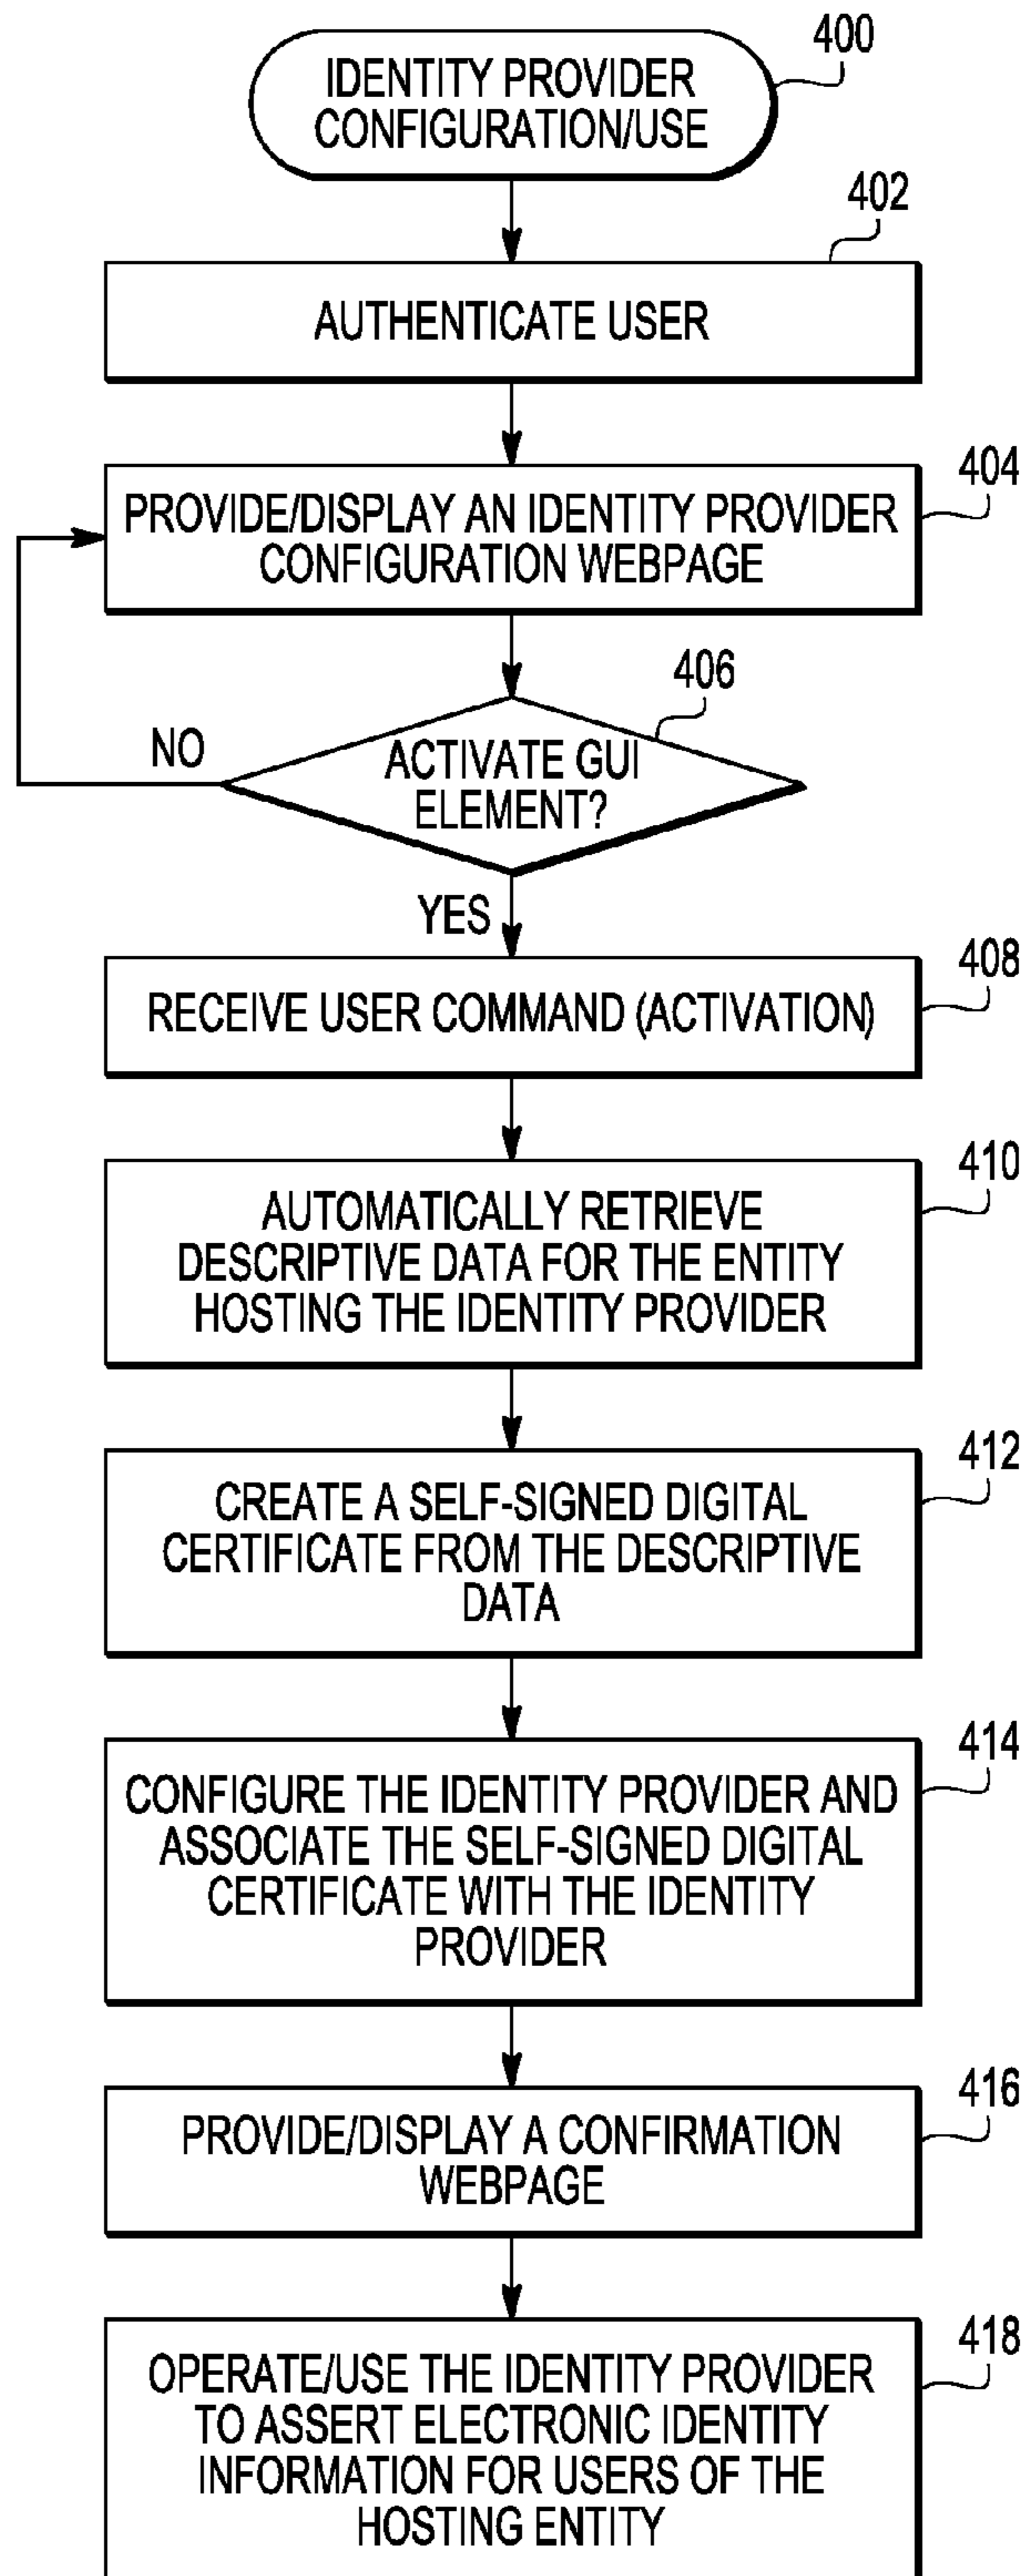 400
IDENTITY PROVIDER
CONFIGURATION/USE
402
AUTHENTICATE USER
404
PROVIDE/DISPLAY AN IDENTITY PROVIDER
CONFIGURATION WEBPAGE
406
NO
ACTIVATE GUI
ELEMENT?
YES
408
RECEIVE USER COMMAND (ACTIVATION)
410
AUTOMATICALLY RETRIEVE
DESCRIPTIVE DATA FOR THE ENTITY
HOSTING THE IDENTITY PROVIDER
412
CREATE A SELF-SIGNED DIGITAL
CERTIFICATE FROM THE DESCRIPTIVE
DATA
414
CONFIGURE THE IDENTITY PROVIDER AND
ASSOCIATE THE SELF-SIGNED DIGITAL
CERTIFICATE WITH THE IDENTITY
PROVIDER
416
PROVIDE/DISPLAY A CONFIRMATION
WEBPAGE
418
OPERATE/USE THE IDENTITY PROVIDER
TO ASSERT ELECTRONIC IDENTITY
INFORMATION FOR USERS OF THE
HOSTING ENTITY